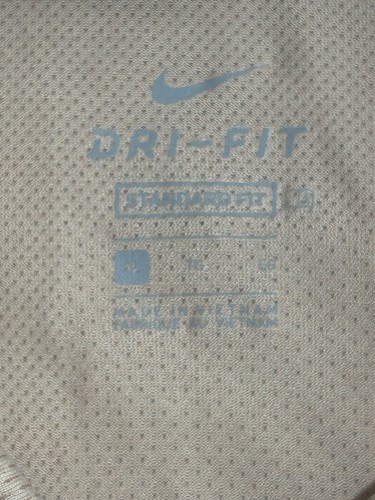 DRI-FIT
STANDARD FIT
MADE IN VIETNAM
FABRIQUÉ AU VIETNAM